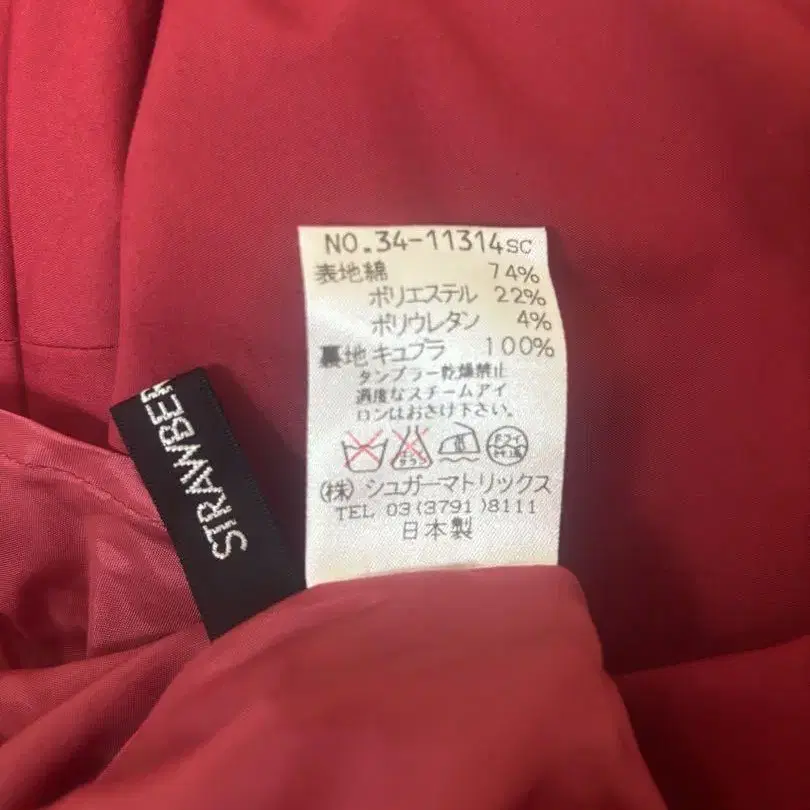 NO.34-11314SC
表地綿 74%
ポリエステル 22%
ポリウレタン 4%
裏地キュプラ 100%
タンブラー乾燥禁止
過度なスチームアイ
ロンはおさけ下さい。
ドライ
(株)シュガーマトリックス
TEL 03(3791)8111
日本製
STRAWBER